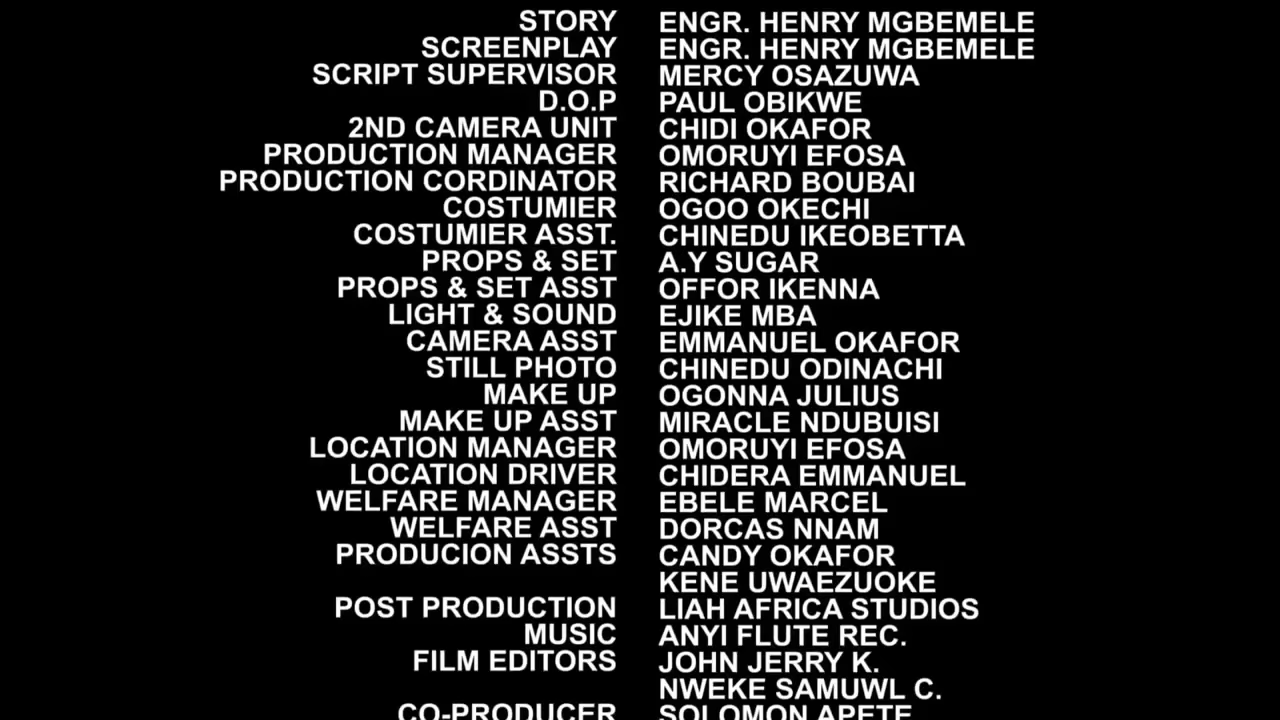 STORY ENGR. HENRY MGBEMELE
SCREENPLAY ENGR. HENRY MGBEMELE
SCRIPT SUPERVISOR MERCY OSAZUWA
D.O.P PAUL OBIKWE
2ND CAMERA UNIT CHIDI OKAFOR
PRODUCTION MANAGER OMORUYI EFOSA
PRODUCTION CORDINATOR RICHARD BOUBAI
COSTUMIER OGOO OKECHI
COSTUMIER ASST. CHINEDU IKEOBETTA
PROPS & SET A.Y SUGAR
PROPS & SET ASST OFFOR IKENNA
LIGHT & SOUND EJIKE MBA
CAMERA ASST EMMANUEL OKAFOR
STILL PHOTO CHINEDU ODINACHI
MAKE UP OGONNA JULIUS
MAKE UP ASST MIRACLE NDUBUISI
LOCATION MANAGER OMORUYI EFOSA
LOCATION DRIVER CHIDERA EMMANUEL
WELFARE MANAGER EBELE MARCEL
WELFARE ASST DORCAS NNAM
PRODUCION ASSTS CANDY OKAFOR
KENE UWAEZUOKE
POST PRODUCTION LIAH AFRICA STUDIOS
MUSIC ANYI FLUTE REC.
FILM EDITORS JOHN JERRY K.
NWEKE SAMUWL C.
CO-PRODUCER SOLOMON APETE